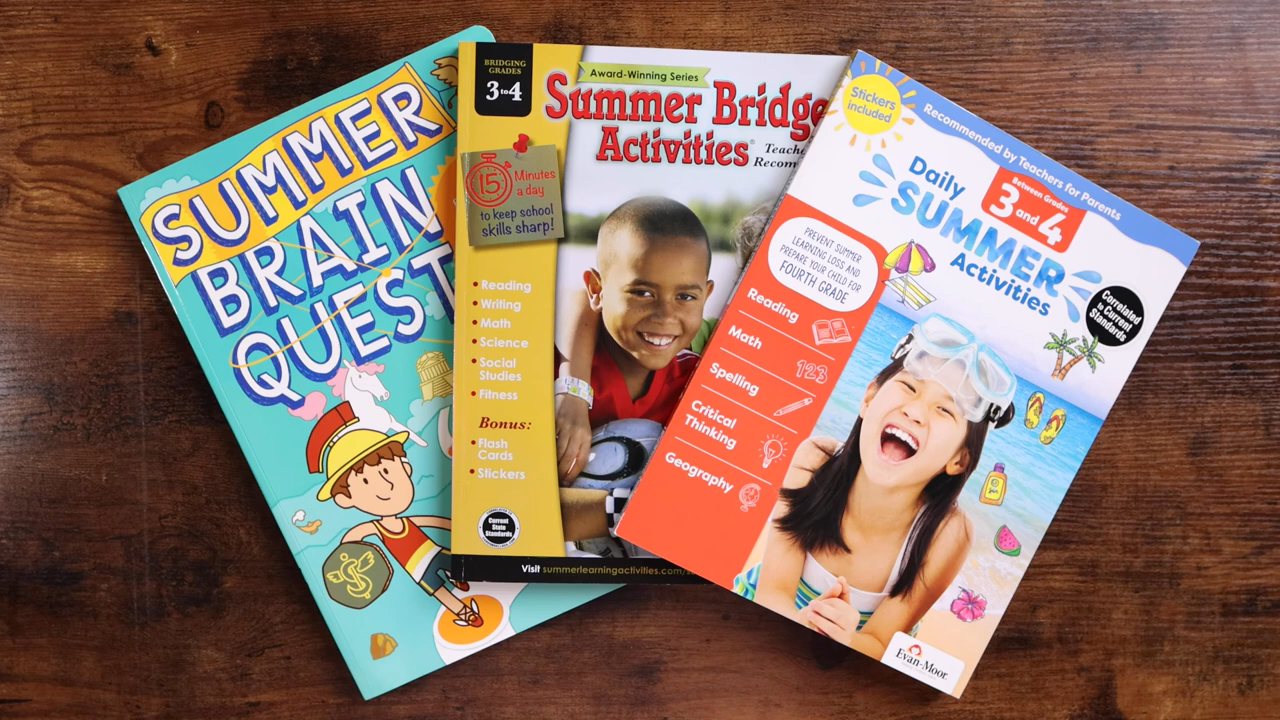 SUMMER
BRAIN
QUEST
BRIDGING
GRADES
3 to 4
Award-Winning Series
Summer Bridge
Activities®
15 Minutes
a day
to keep school
skills sharp!
• Reading
• Writing
• Math
• Science
• Social
Studies
• Fitness
Bonus:
• Flash
Cards
• Stickers
Current
State
Standards
Visit summerlearningactivities.com/s
Stickers
included
Recommended by Teachers for Parents
Daily
SUMMER
Activities
Between Grades
3 and 4
PREVENT SUMMER
LEARNING LOSS AND
PREPARE YOUR CHILD FOR
FOURTH GRADE
Reading
Math
123
Spelling
Critical
Thinking
Geography
Correlated
to Current
Standards
Evan-Moor